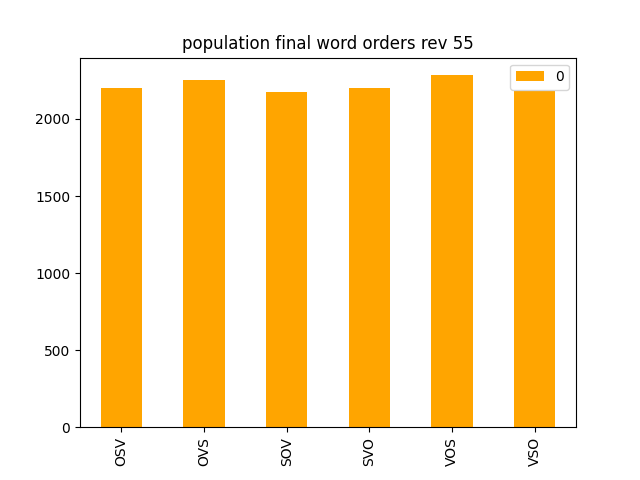 population final word orders rev 55
0
2000
1500
1000
500
0
OSV
OVS
SOV
SVO
VOS
VSO